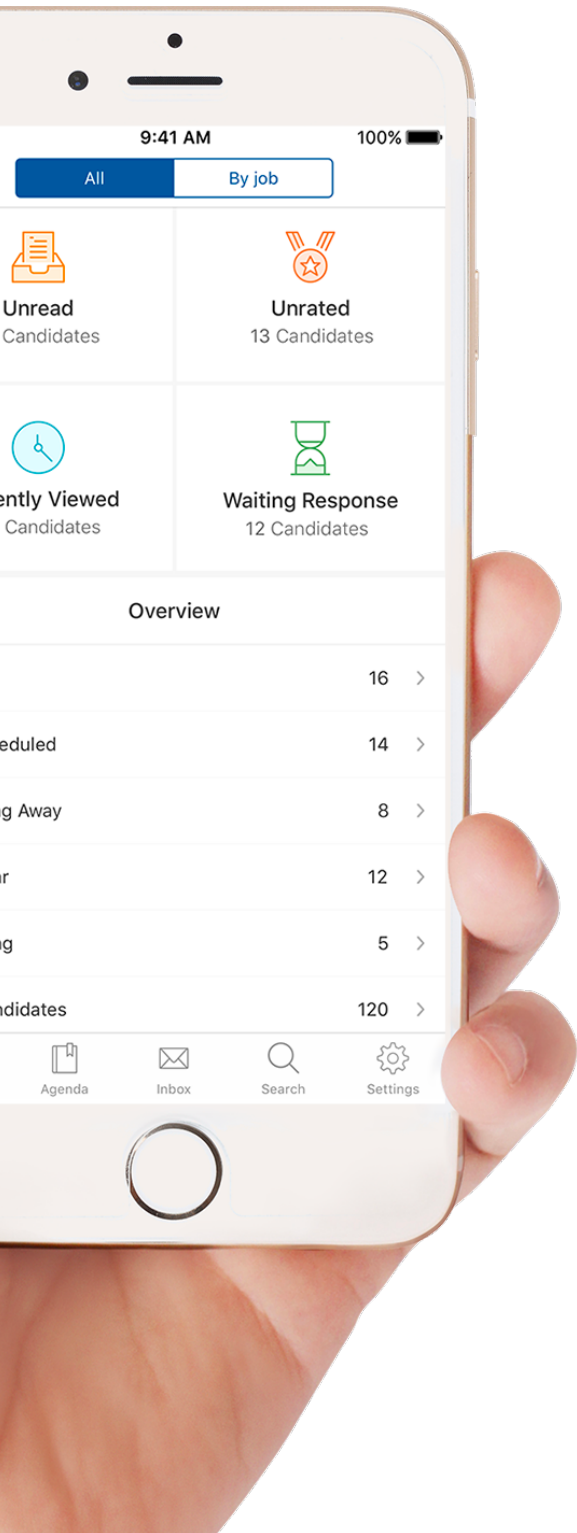 9:41 AM 100%
All By job
Unread Unrated
Candidates 13 Candidates
ently Viewed Waiting Response
Candidates 12 Candidates
Overview
16
eduled 14
g Away 8
r 12
g 5
ndidates 120
Agenda Inbox Search Settings